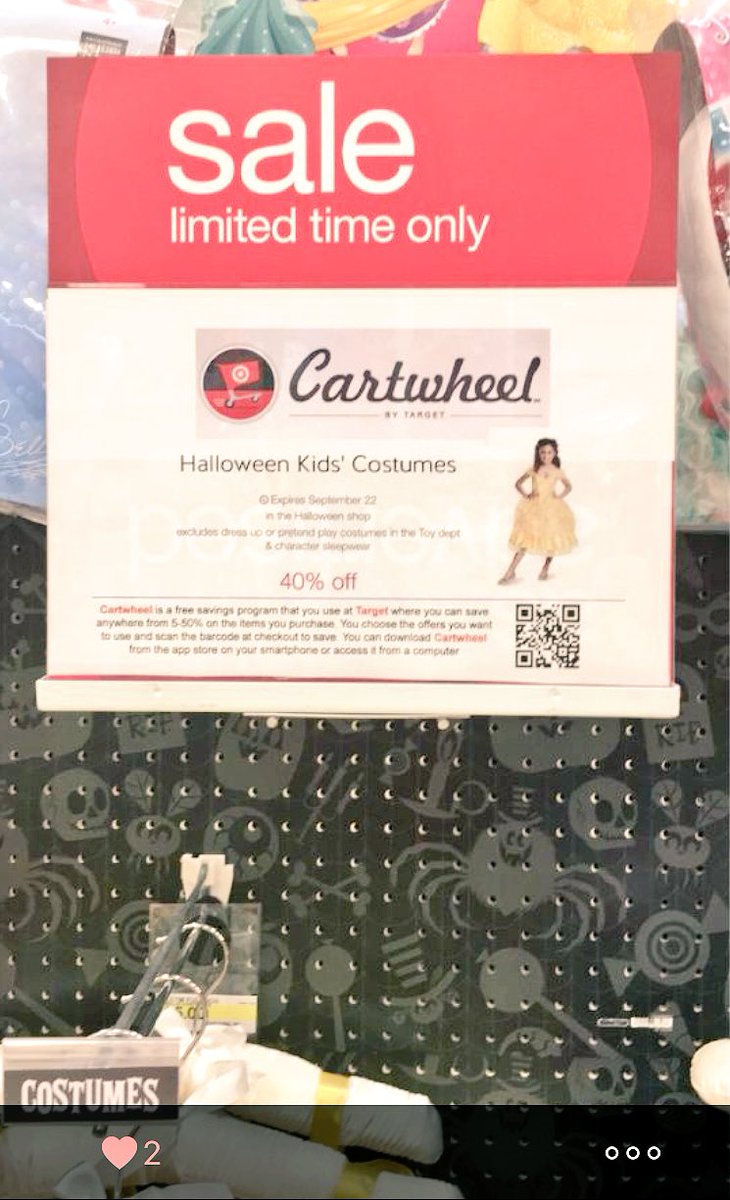 sale
limited time only
Cartwheel
BY TARGET
Halloween Kids' Costumes
Expires September 22
in the Halloween shop
excludes dress up or pretend play costumes in the Toy dept
& character sleepwear
40% off
Cartwheel is a free savings program that you use at Target where you can save
anywhere from 5-50% on the items you purchase. You choose the offers you want
to use and scan the barcode at checkout to save. You can download Cartwheel
from the app store on your smartphone or access it from a computer
R.I.P.
R.I.P.
COSTUMES
2